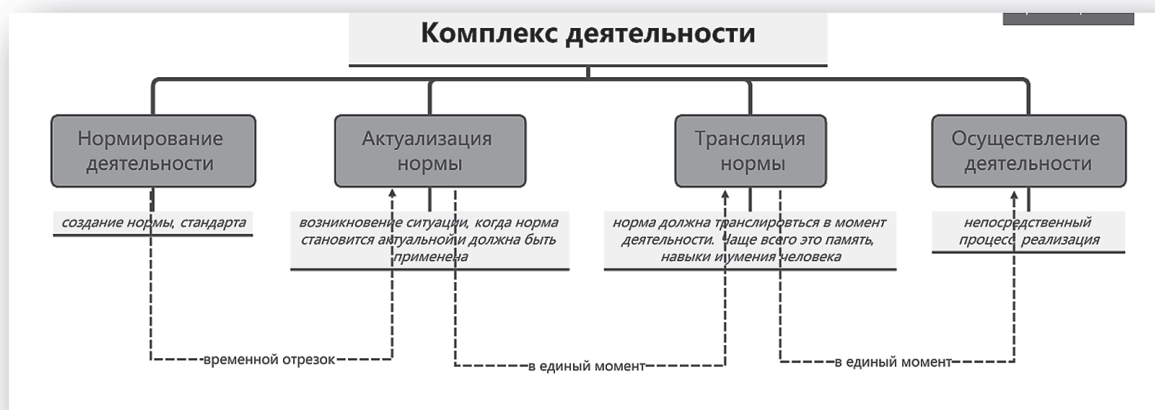 Комплекс деятельности
Нормирование
деятельности
Актуализация
нормы
Трансляция
нормы
Осуществление
деятельности
создание нормы, стандарта
возникновение ситуации, когда норма
становится актуальной и должна быть
применена
норма должна транслировться в момент
деятельности. Чаще всего это память,
навыки и умения человека
непосредственный
процесс, реализация
временной отрезок
в единый момент
в единый момент